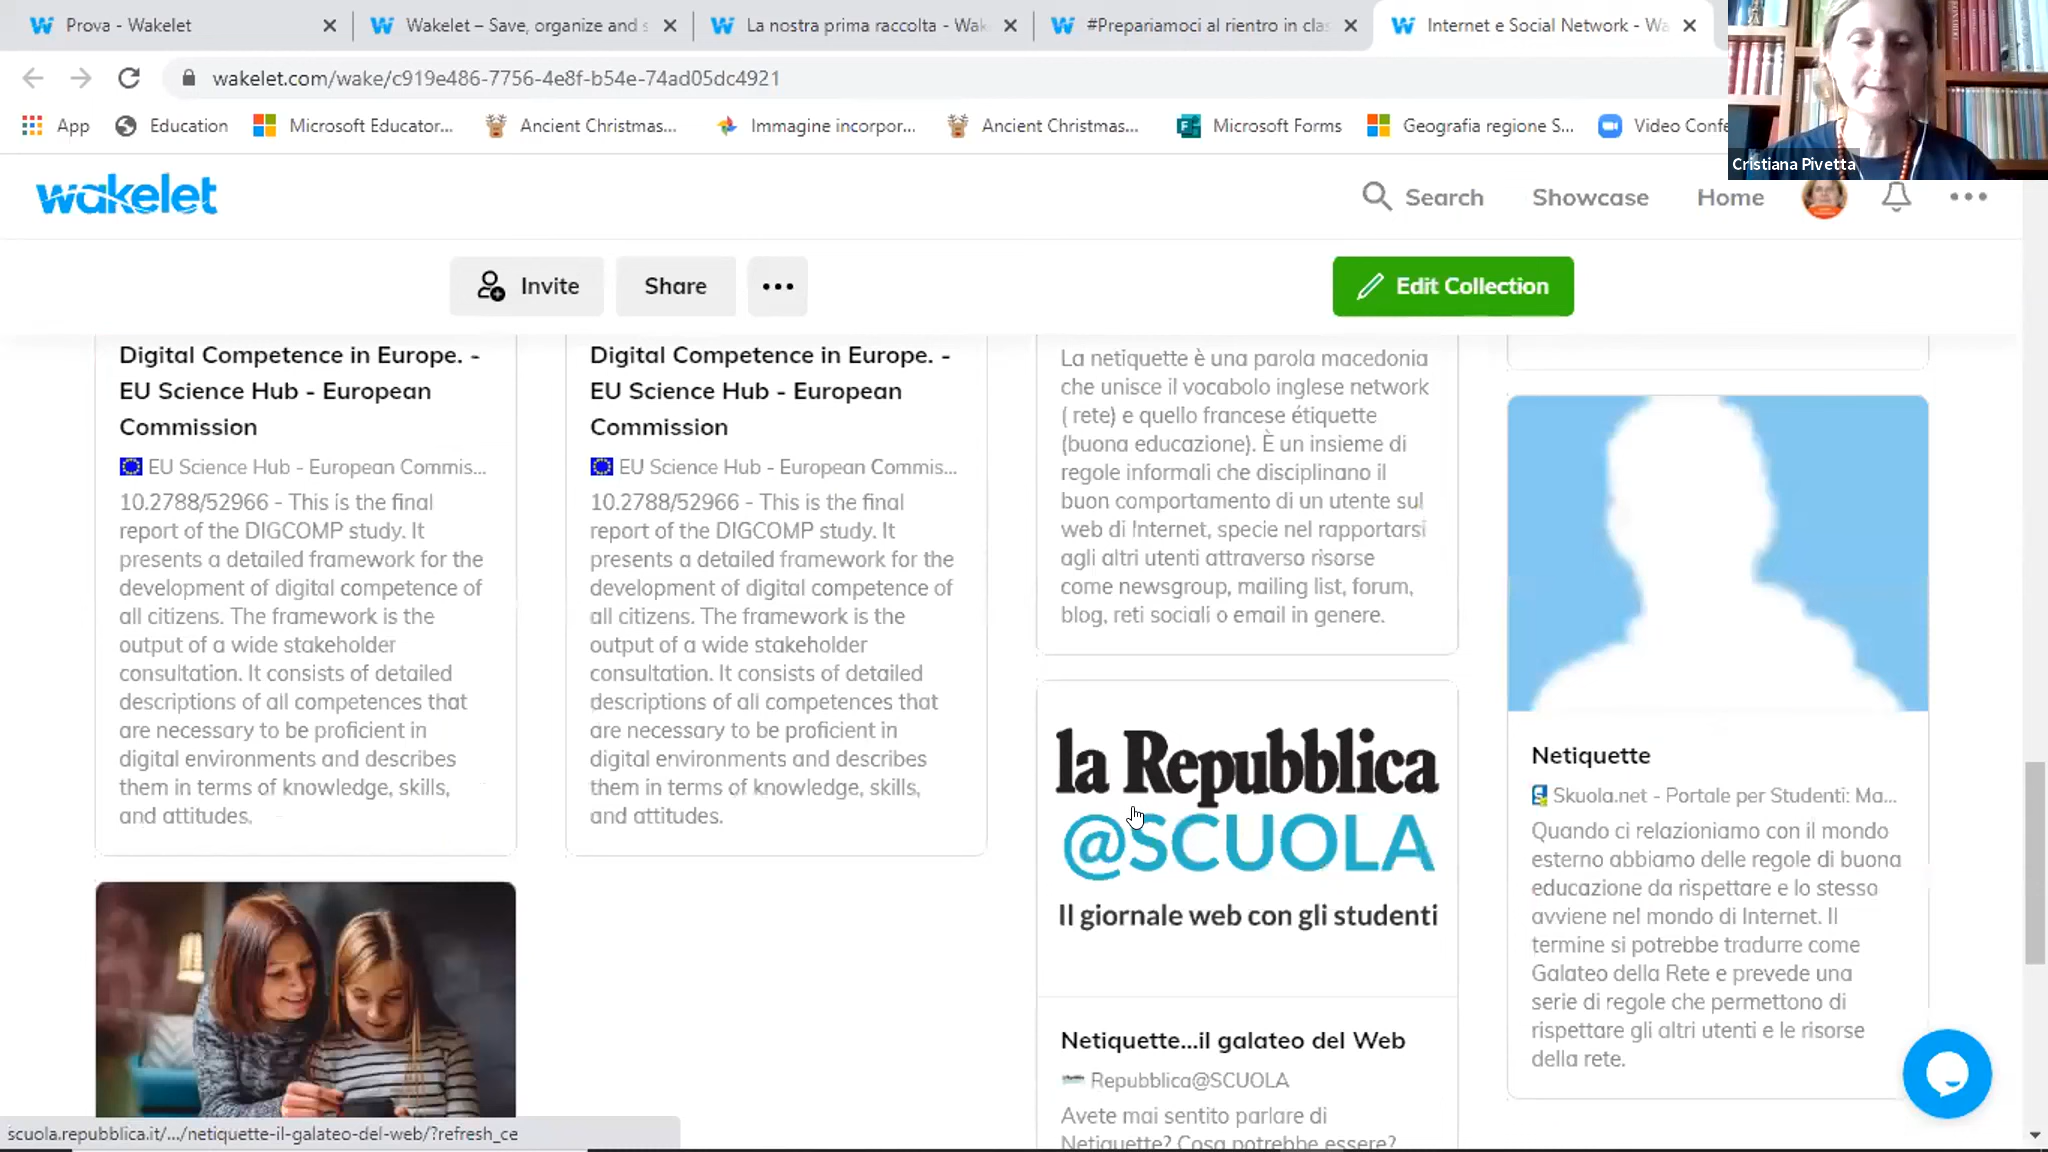 Prova - Wakelet
Wakelet – Save, organize and s
La nostra prima raccolta - Wak
#Prepariamoci al rientro in clas
Internet e Social Network - Wa
wakelet.com/wake/c919e486-7756-4e8f-b54e-74ad05dc4921
App
Education
Microsoft Educator...
Ancient Christmas...
Immagine incorpor...
Ancient Christmas...
Microsoft Forms
Geografia regione S...
Video Confe
Cristiana Pivetta
wakelet
Search
Showcase
Home
Invite
Share
Edit Collection
Digital Competence in Europe. -
EU Science Hub - European
Commission
EU Science Hub - European Commis...
10.2788/52966 - This is the final
report of the DIGCOMP study. It
presents a detailed framework for the
development of digital competence of
all citizens. The framework is the
output of a wide stakeholder
consultation. It consists of detailed
descriptions of all competences that
are necessary to be proficient in
digital environments and describes
them in terms of knowledge, skills,
and attitudes.
Digital Competence in Europe. -
EU Science Hub - European
Commission
EU Science Hub - European Commis...
10.2788/52966 - This is the final
report of the DIGCOMP study. It
presents a detailed framework for the
development of digital competence of
all citizens. The framework is the
output of a wide stakeholder
consultation. It consists of detailed
descriptions of all competences that
are necessary to be proficient in
digital environments and describes
them in terms of knowledge, skills,
and attitudes.
La netiquette è una parola macedonia
che unisce il vocabolo inglese network
( rete) e quello francese étiquette
(buona educazione). È un insieme di
regole informali che disciplinano il
buon comportamento di un utente sul
web di Internet, specie nel rapportarsi
agli altri utenti attraverso risorse
come newsgroup, mailing list, forum,
blog, reti sociali o email in genere.
la Repubblica
@SCUOLA
Il giornale web con gli studenti
Netiquette...il galateo del Web
Repubblica@SCUOLA
Avete mai sentito parlare di
Netiquette? Cosa potrebbe essere?
Netiquette
Skuola.net - Portale per Studenti: Ma...
Quando ci relazioniamo con il mondo
esterno abbiamo delle regole di buona
educazione da rispettare e lo stesso
avviene nel mondo di Internet. Il
termine si potrebbe tradurre come
Galateo della Rete e prevede una
serie di regole che permettono di
rispettare gli altri utenti e le risorse
della rete.
scuola.repubblica.it/.../netiquette-il-galateo-del-web/?refresh_ce